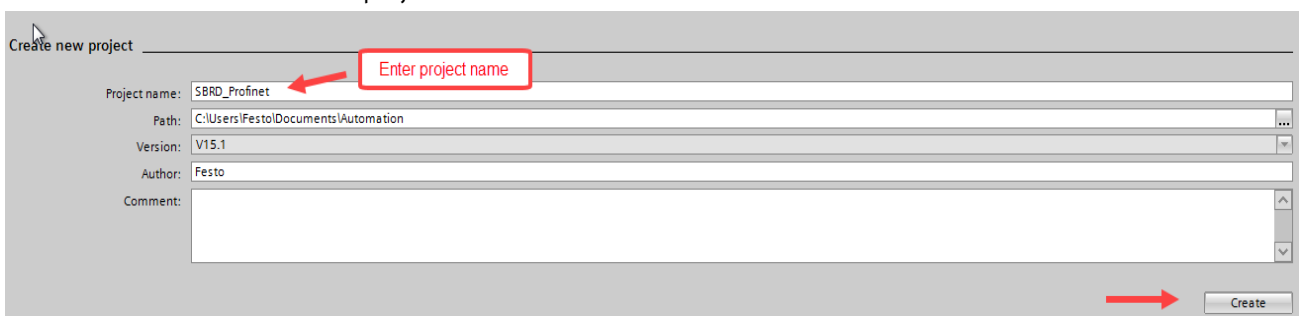 Create new project
Enter project name
Project name: SBRD_Profinet
Path: C:\Users\Festo\Documents\Automation
...
Version: V15.1
Author: Festo
Comment:
Create